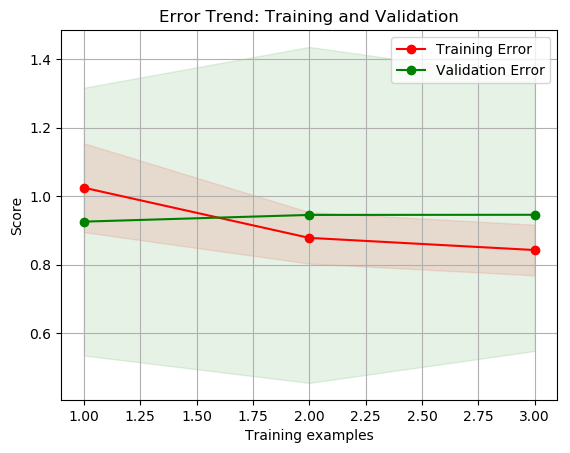 Error Trend: Training and Validation
Training Error
Validation Error
1.4
1.2
1.0
0.8
0.6
Score
1.00 1.25 1.50 1.75 2.00 2.25 2.50 2.75 3.00
Training examples